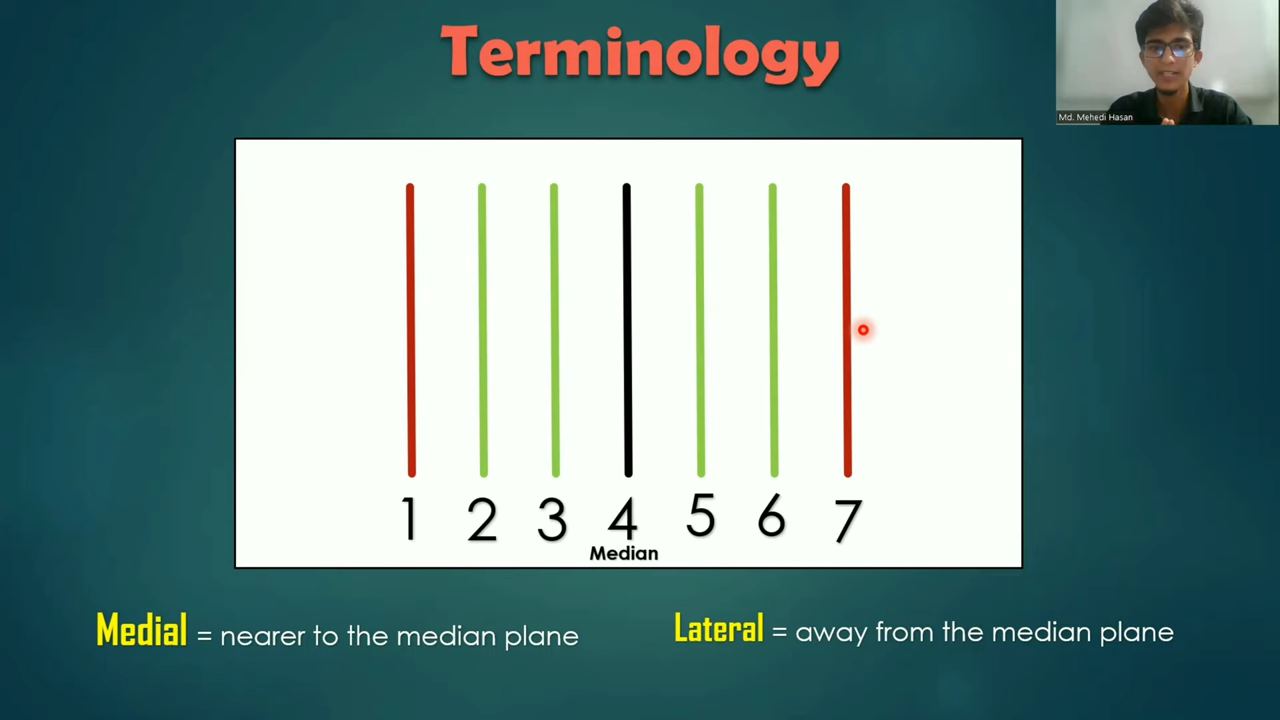 Terminology
Md. Mehedi Hasan
1 2 3 4 5 6 7
Median
Medial = nearer to the median plane
Lateral = away from the median plane